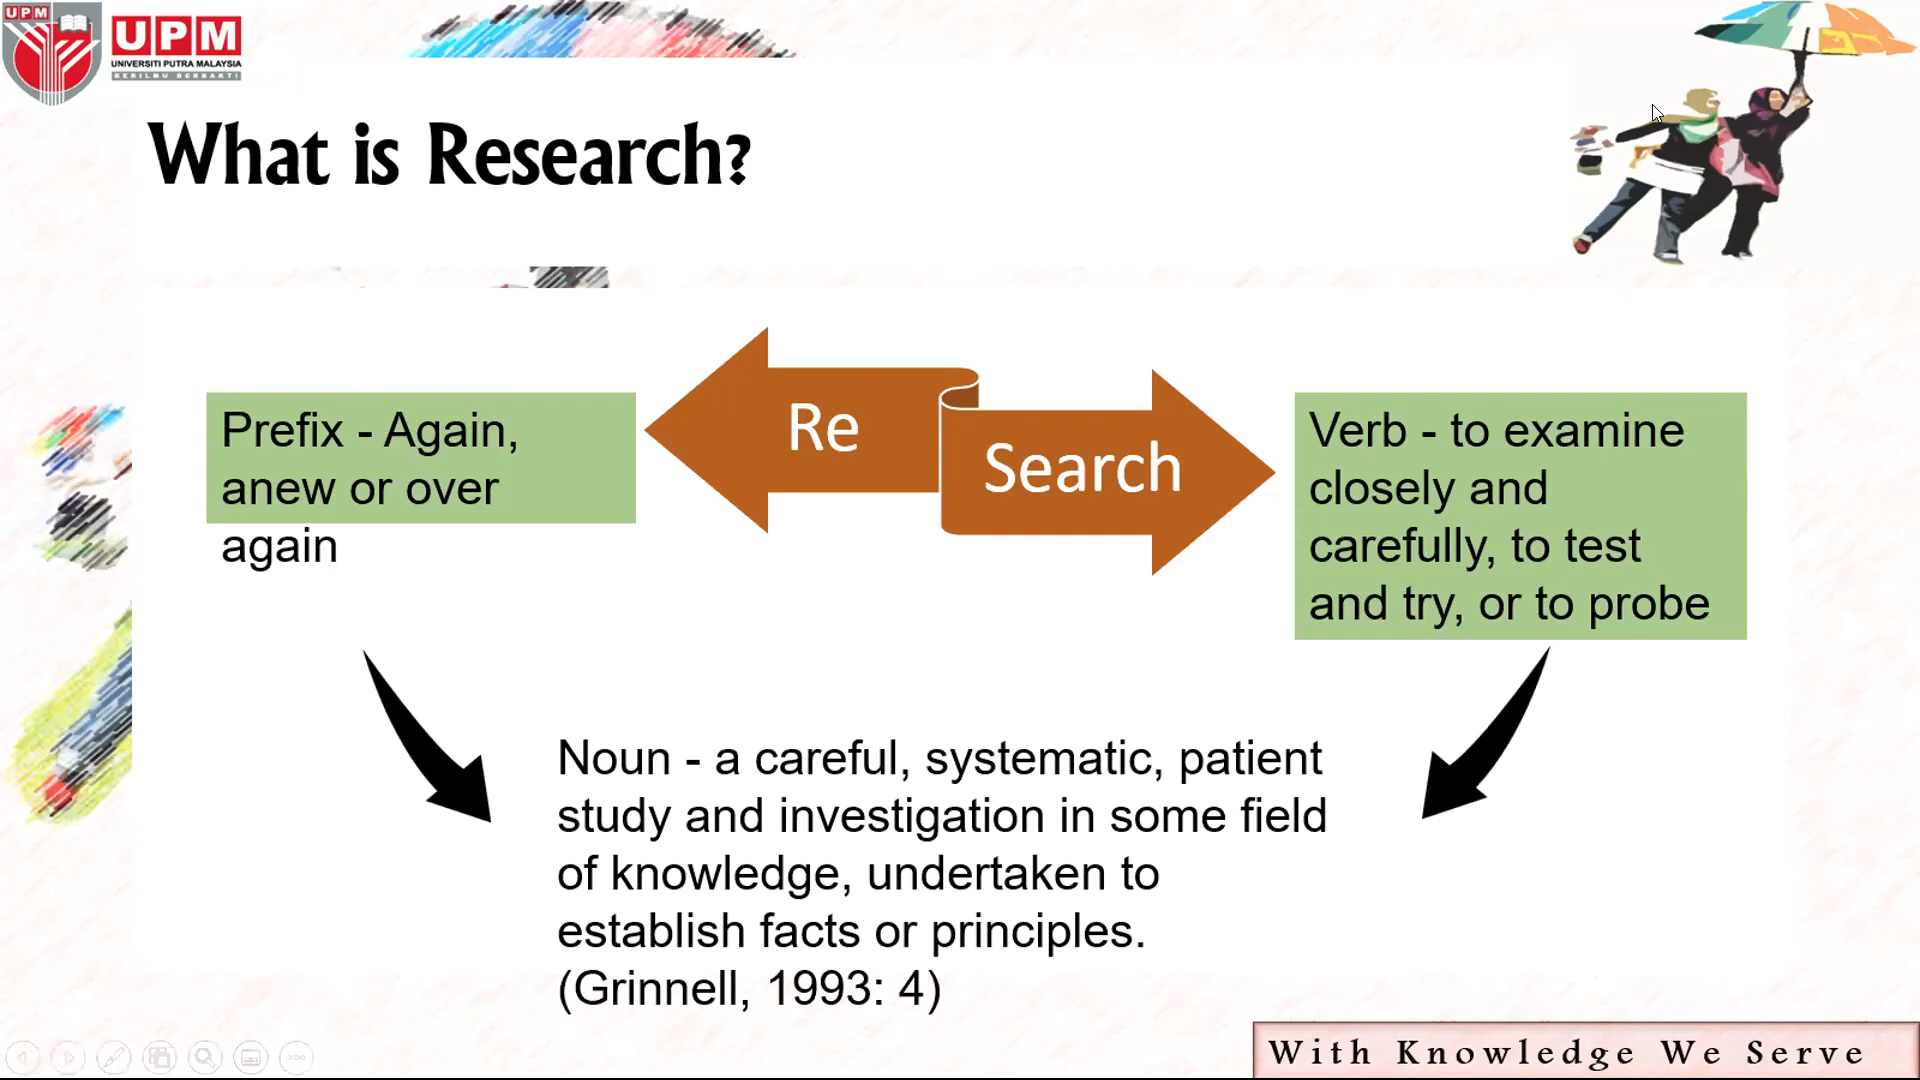 UPM
UPM
UNIVERSITI PUTRA MALAYSIA
BERILMU BERBAKTI
What is Research?
Prefix - Again,
anew or over
again
Re
Search
Verb - to examine
closely and
carefully, to test
and try, or to probe
Noun - a careful, systematic, patient
study and investigation in some field
of knowledge, undertaken to
establish facts or principles.
(Grinnell, 1993: 4)
With Knowledge We Serve